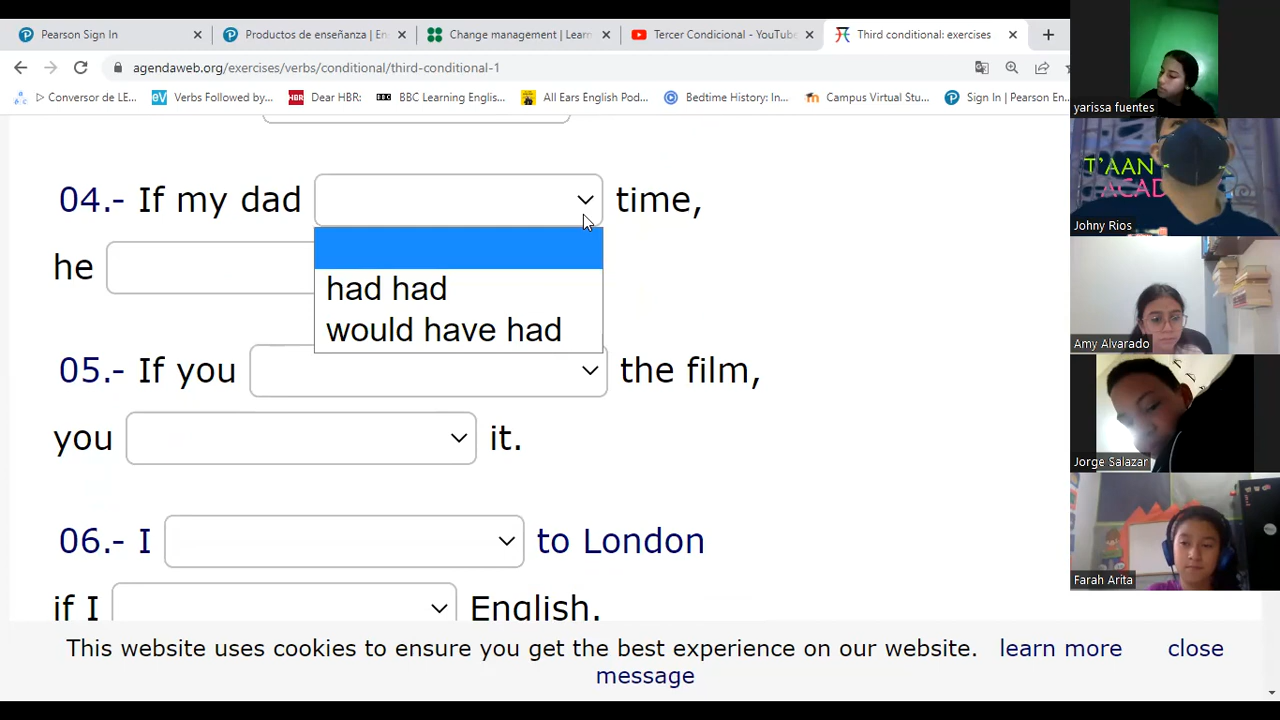 Pearson Sign In
Productos de enseñanza | En
Change management | Learn
Tercer Condicional - YouTube
Third conditional: exercises
agendaweb.org/exercises/verbs/conditional/third-conditional-1
▷ Conversor de LE...
Verbs Followed by...
HBR Dear HBR:
BBC BBC Learning Englis...
All Ears English Pod...
Bedtime History: In...
Campus Virtual Stu...
Sign In | Pearson En...
04.- If my dad time,
had had
would have had
he
05.- If you the film,
you it.
06.- I to London
if I English.
This website uses cookies to ensure you get the best experience on our website. learn more close
message
yarissa fuentes
T'AAN
ACAD
Johny Rios
Amy Alvarado
Jorge Salazar
Farah Arita